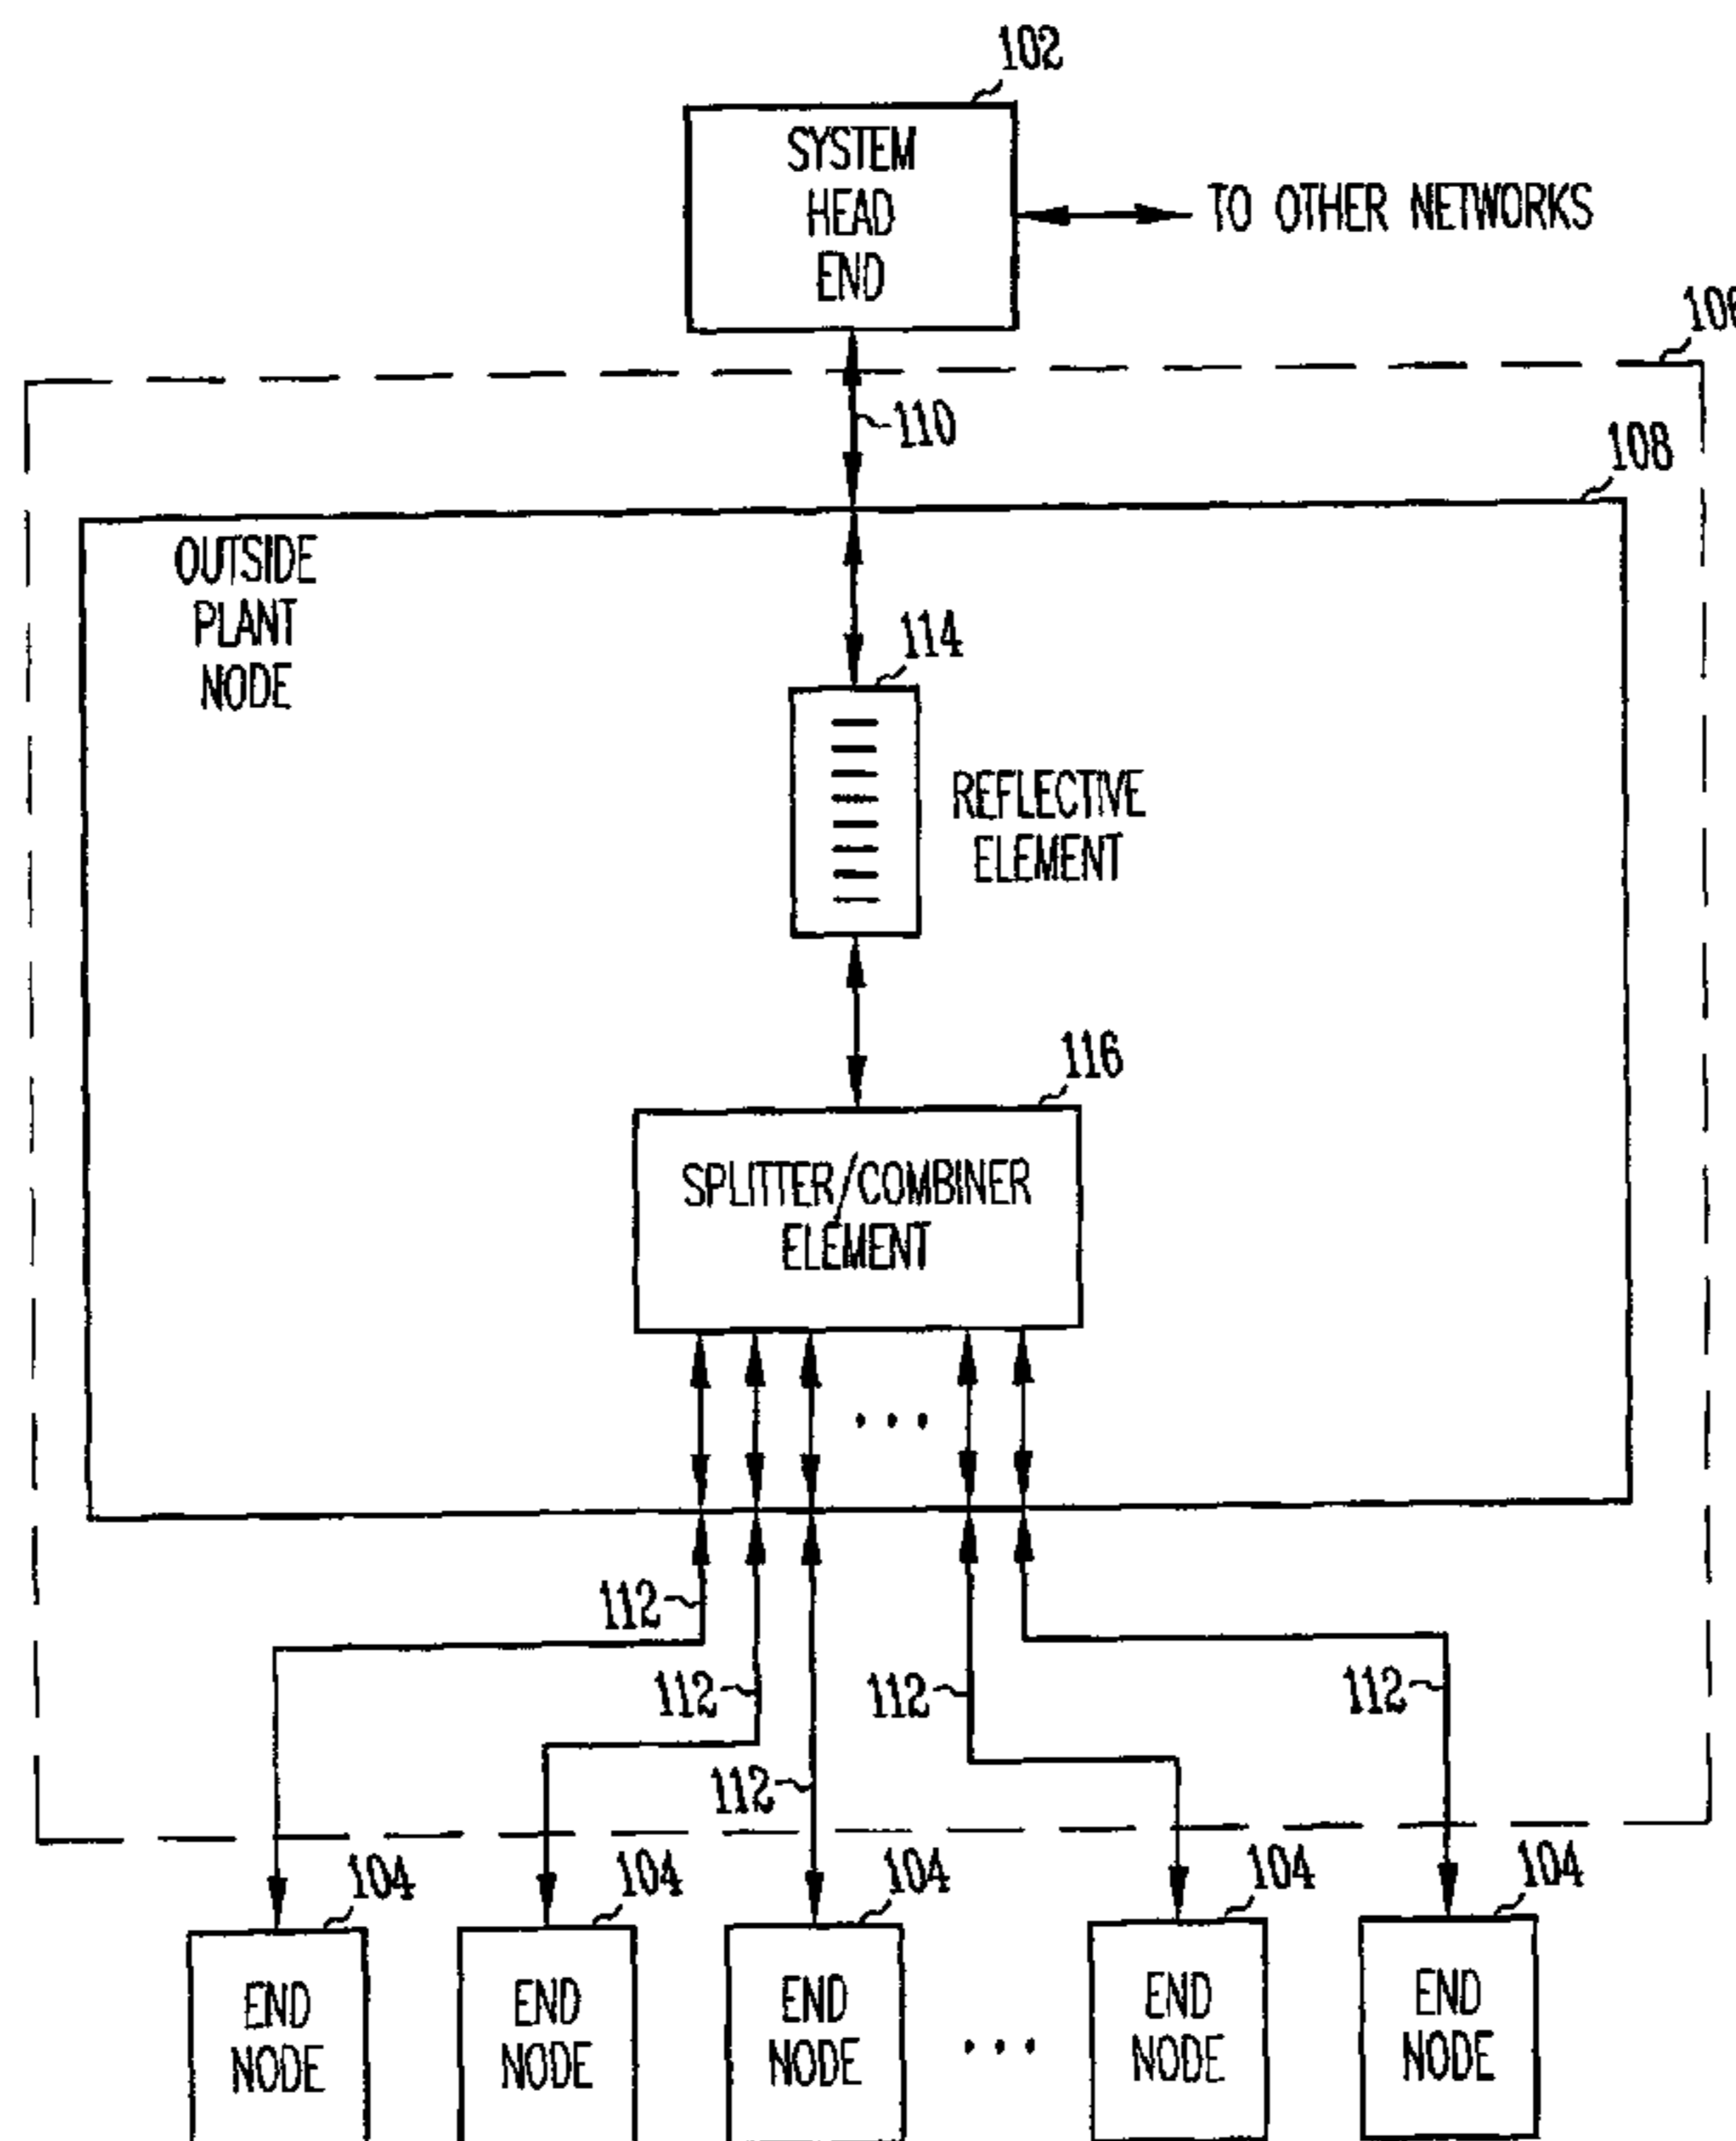 102
SYSTEM
HEAD
END
TO OTHER NETWORKS
110
108
OUTSIDE
PLANT
NODE
114
REFLECTIVE
ELEMENT
116
SPLITTER/COMBINER
ELEMENT
...
112
112
112
112
112
104
104
104
104
104
END
NODE
END
NODE
END
NODE
...
END
NODE
END
NODE